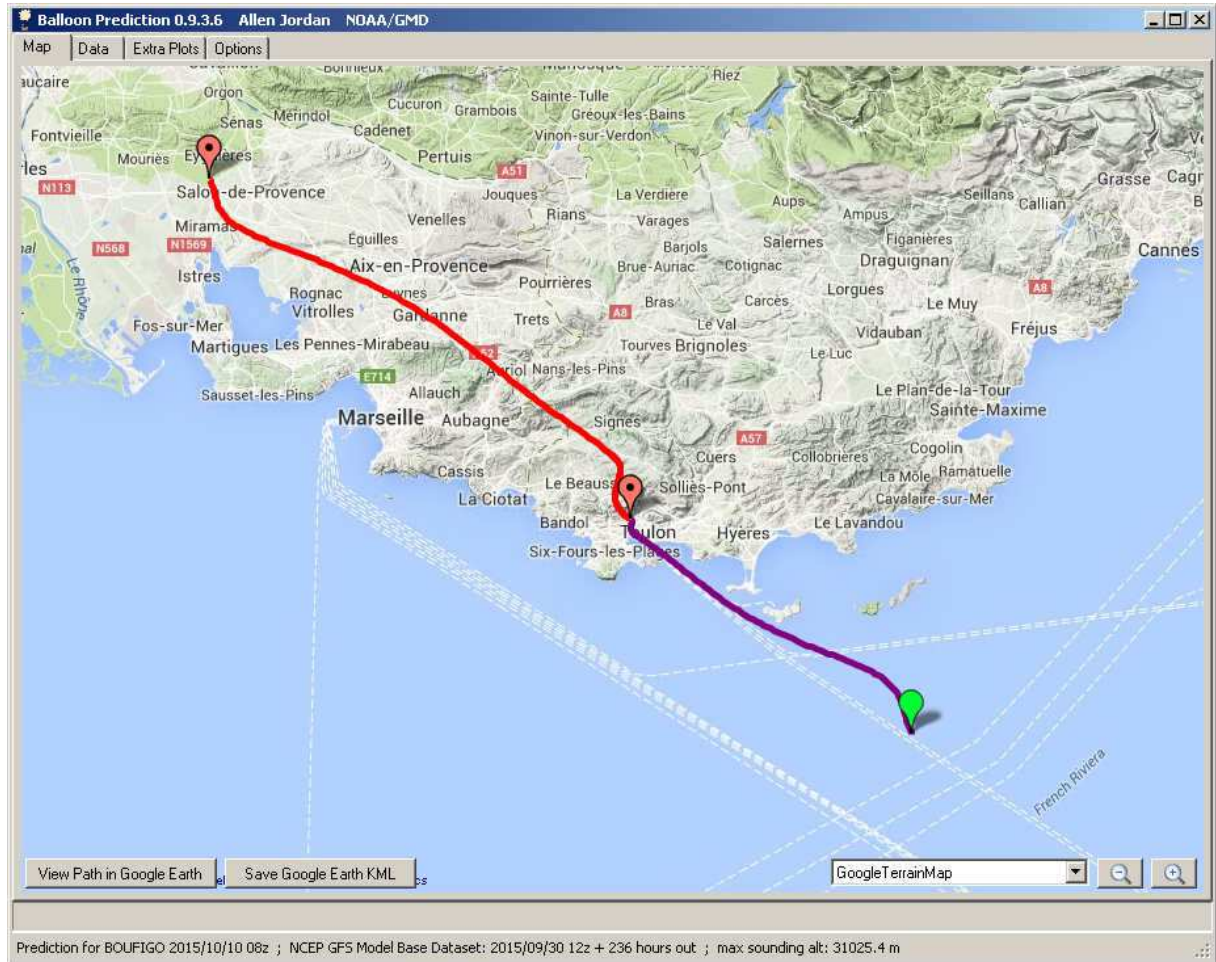 Balloon Prediction 0.9.3.6 Allen Jordan NOAA/GMD
Map Data Extra Plots Options
Riez
Orgon
Sainte-Tulle
Cucuron
Grambois
Gréoux-les-Bains
Mérindol
Sénas
Cadenet
Vinon-sur-Verdon
Fontvieille
Mouriès
Pertuis
A51
N113
Salon-de-Provence
Jouques
La Verdière
Aups
Seillans
Callian
Grasse
Miramas
Venelles
Rians
Varages
Ampus
N568
N1569
Éguilles
Barjols
Salernes
Figanières
Cannes
Le Rhône
Istres
Aix-en-Provence
Brue-Auriac
Cotignac
Draguignan
Pourrières
Rognac
Vitrolles
Bras
Carcès
Lorgues
A8
Le Muy
Fos-sur-Mer
Trets
A8
Le Val
Vidauban
Fréjus
Martigues
Les Pennes-Mirabeau
Tourves
Brignoles
Le Luc
Nans-les-Pins
E714
Sausset-les-Pins
Allauch
Le Plan-de-la-Tour
Sainte-Maxime
Marseille
Aubagne
Signes
A57
Cuers
Collobrières
Cogolin
Cassis
La Môle
Ramatuelle
La Ciotat
Solliès-Pont
Cavalaire-sur-Mer
Bandol
Toulon
Hyères
Le Lavandou
Six-Fours-les-Plages
French Riviera
View Path in Google Earth
Save Google Earth KML
GoogleTerrainMap
Prediction for BOUFIGO 2015/10/10 08z ; NCEP GFS Model Base Dataset: 2015/09/30 12z + 236 hours out ; max sounding alt: 31025.4 m